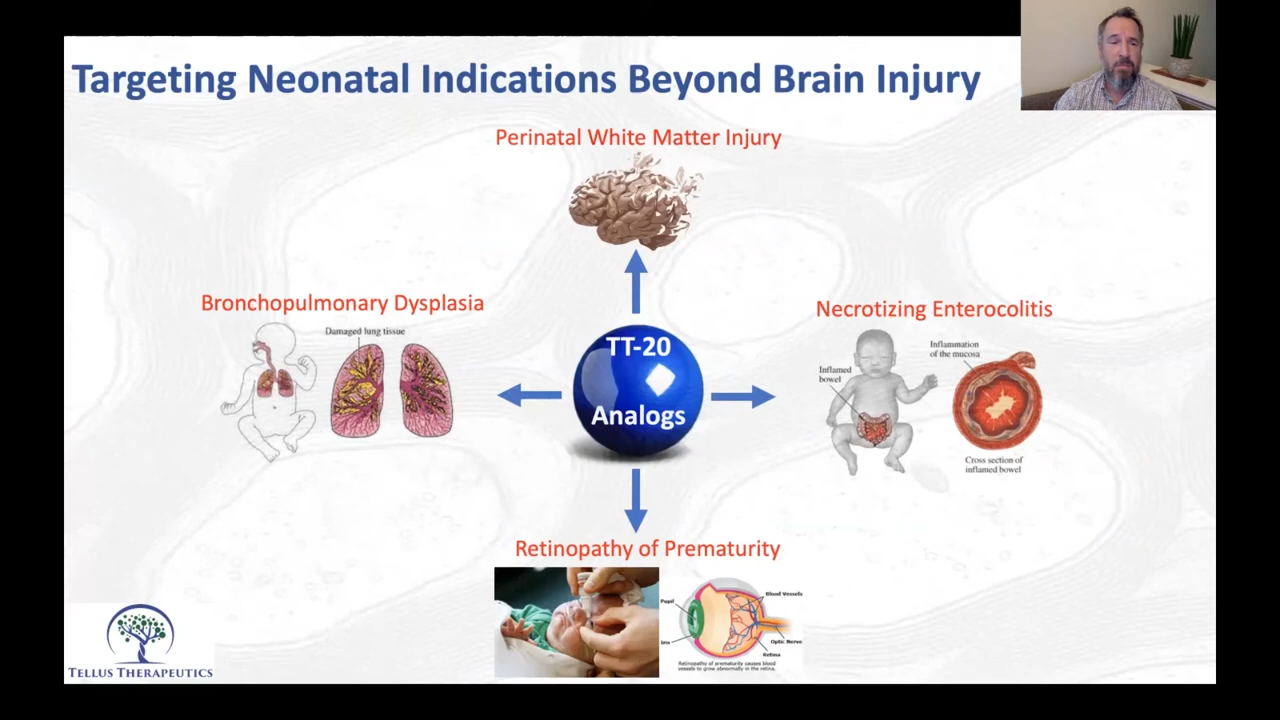 Targeting Neonatal Indications Beyond Brain Injury
Perinatal White Matter Injury
Bronchopulmonary Dysplasia
Damaged lung tissue
TT-20
Analogs
Necrotizing Enterocolitis
Inflammation
of the mucosa
Inflamed
bowel
Cross section of
inflamed bowel
Retinopathy of Prematurity
Pupil
Iris
Blood Vessels
Optic Nerve
Retina
Retinopathy of prematurity causes blood
vessels to grow abnormally in the retina.
TELLUS THERAPEUTICS